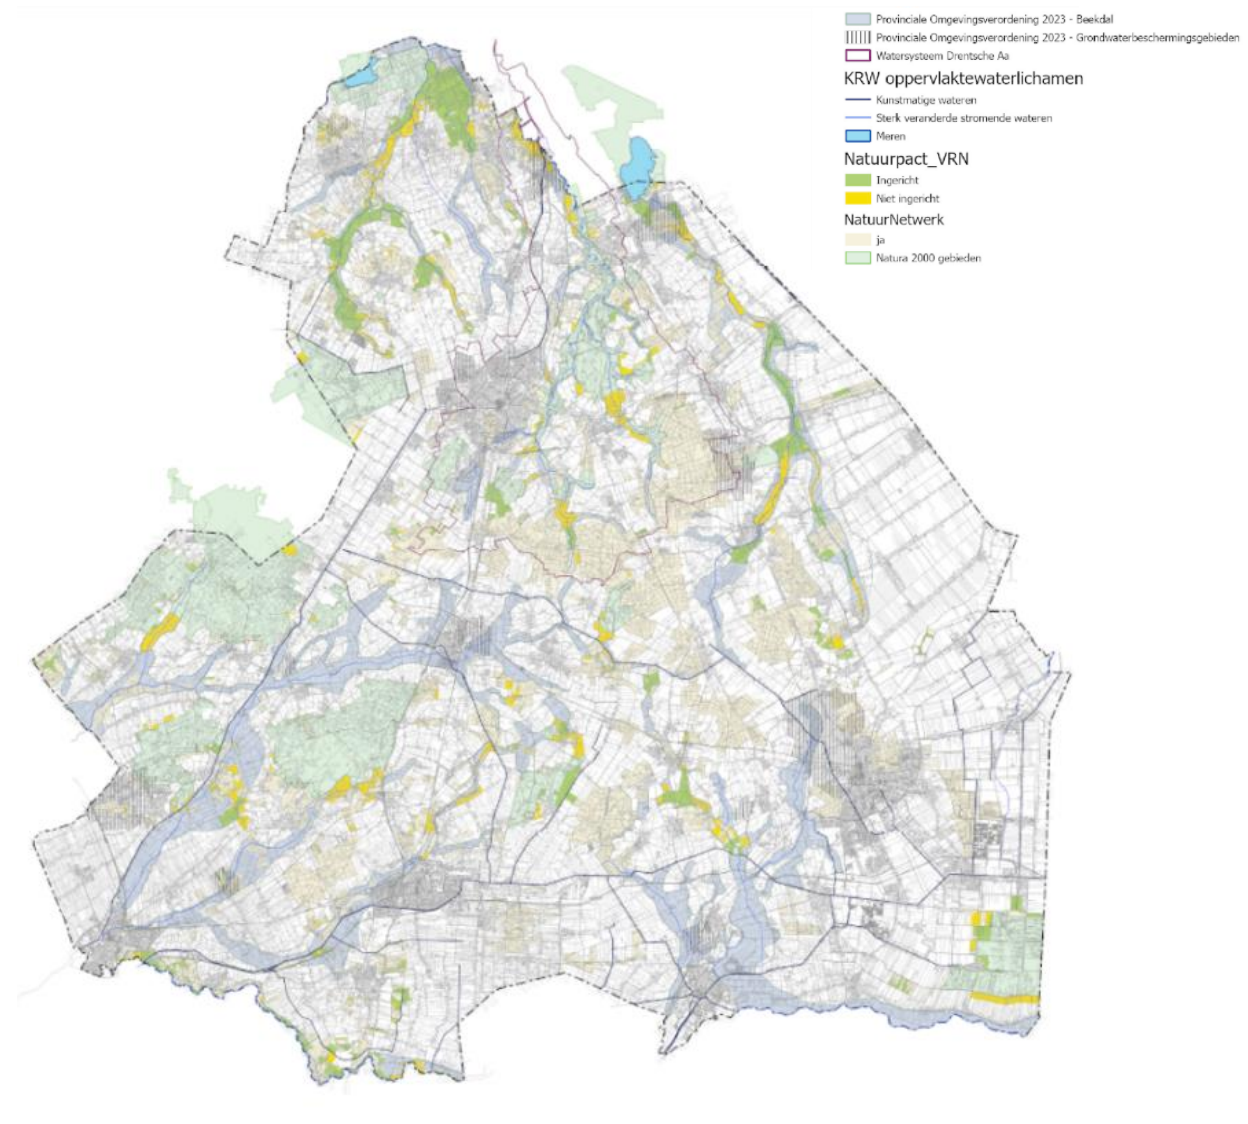 Provinciale Omgevingsverordening 2023 - Beekdal
Provinciale Omgevingsverordening 2023 - Grondwaterbeschermingsgebieden
Watersysteem Drentsche Aa
KRW oppervlaktewaterlichamen
Kunstmatige wateren
Sterk veranderde stromende wateren
Meren
Natuurpact_VRN
Ingericht
Niet ingericht
NatuurNetwerk
ja
Natura 2000 gebieden